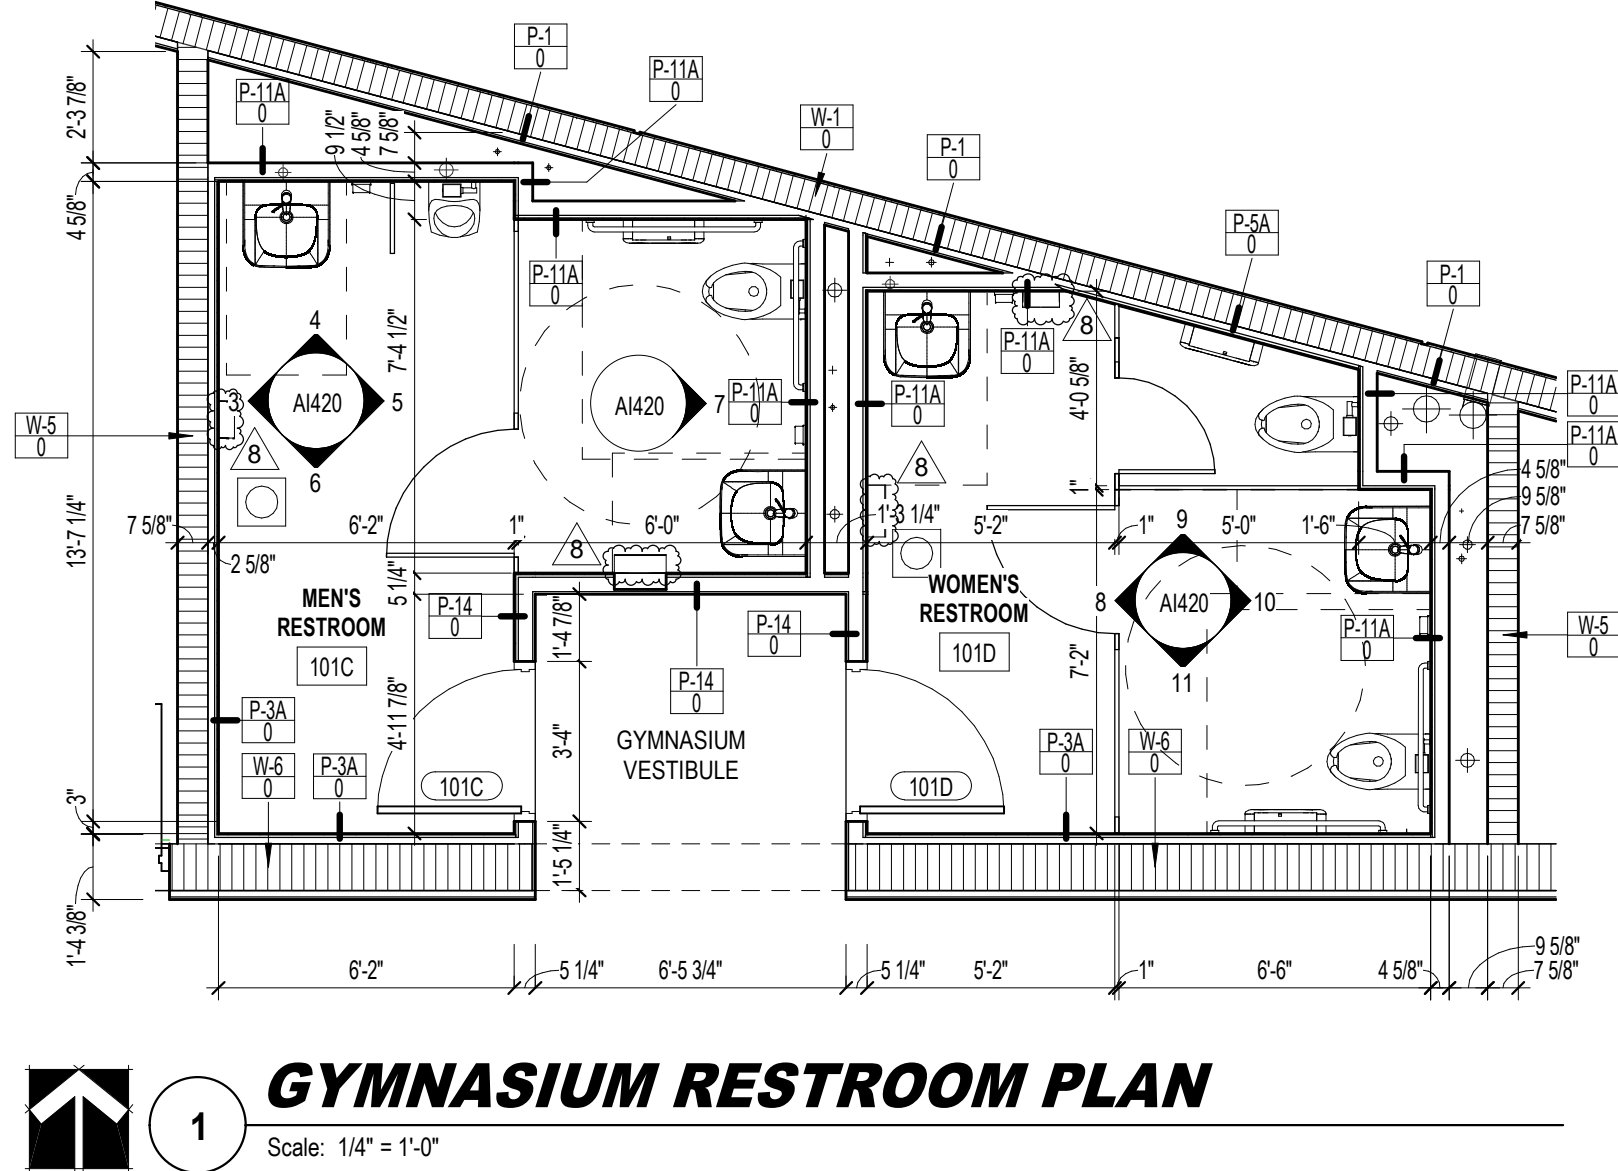 P-1
0
P-11A
0
P-11A
0
W-1
0
P-1
0
P-5A
0
P-1
0
2'-3 7/8"
4 5/8"
9 1/2"
4 5/8"
7 5/8"
P-11A
0
P-11A
0
P-11A
0
P-11A
0
P-11A
0
P-11A
0
7'-4 1/2"
4'-0 5/8"
1"
4
3
AI420
5
6
8
AI420
7
8
8
8
W-5
0
13'-7 1/4"
7 5/8"
6'-2"
1"
6'-0"
1'-3 1/4"
5'-2"
1"
9
5'-0"
1'-6"
4 5/8"
9 5/8"
7 5/8"
2 5/8"
5 1/4"
MEN'S
RESTROOM
101C
P-14
0
1'-4 7/8"
P-14
0
P-14
0
WOMEN'S
RESTROOM
101D
8
AI420
10
11
P-11A
0
W-5
0
7'-2"
4'-11 7/8"
3'-4"
GYMNASIUM
VESTIBULE
P-3A
0
W-6
0
P-3A
0
101C
101D
P-3A
0
W-6
0
3"
1'-5 1/4"
1'-4 3/8"
6'-2"
5 1/4"
6'-5 3/4"
5 1/4"
5'-2"
1"
6'-6"
4 5/8"
9 5/8"
7 5/8"
1
GYMNASIUM RESTROOM PLAN
Scale: 1/4" = 1'-0"